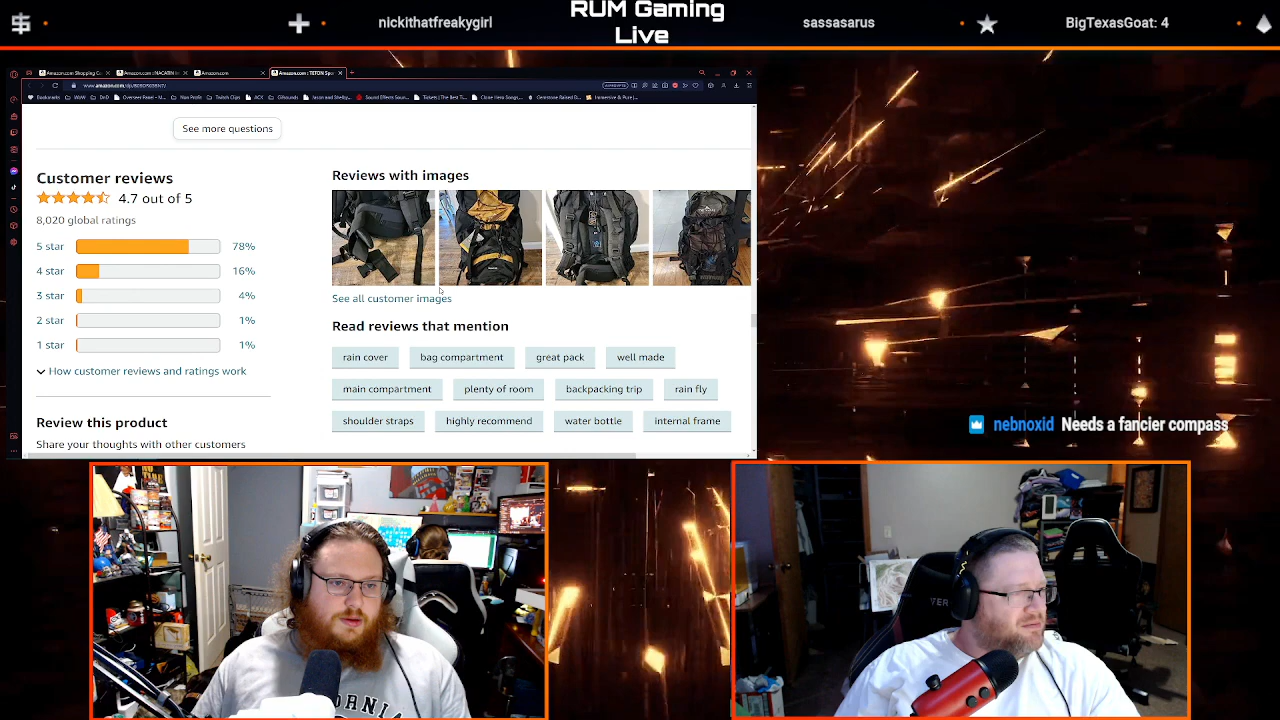 nickithatfreakygirl
RUM Gaming
Live
sassasarus
BigTexasGoat: 4
See more questions
Customer reviews
4.7 out of 5
8,020 global ratings
5 star 78%
4 star 16%
3 star 4%
2 star 1%
1 star 1%
How customer reviews and ratings work
Review this product
Share your thoughts with other customers
Reviews with images
See all customer images
Read reviews that mention
rain cover bag compartment great pack well made
main compartment plenty of room backpacking trip rain fly
shoulder straps highly recommend water bottle internal frame
nebnoxid Needs a fancier compass